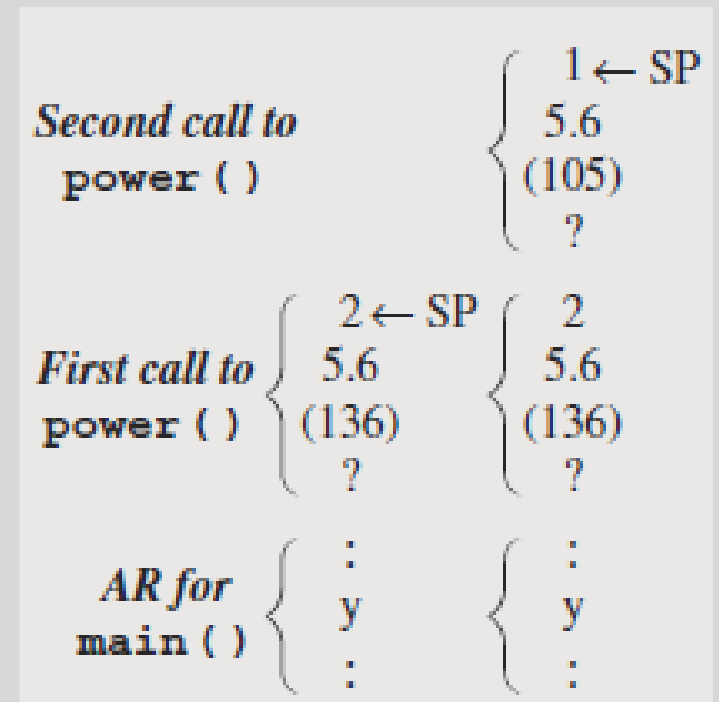 1 ← SP
Second call to 5.6
power ( ) (105)
?
2 ← SP 2
First call to 5.6 5.6
power ( ) (136) (136)
? ?
: :
AR for y y
main ( )
: :